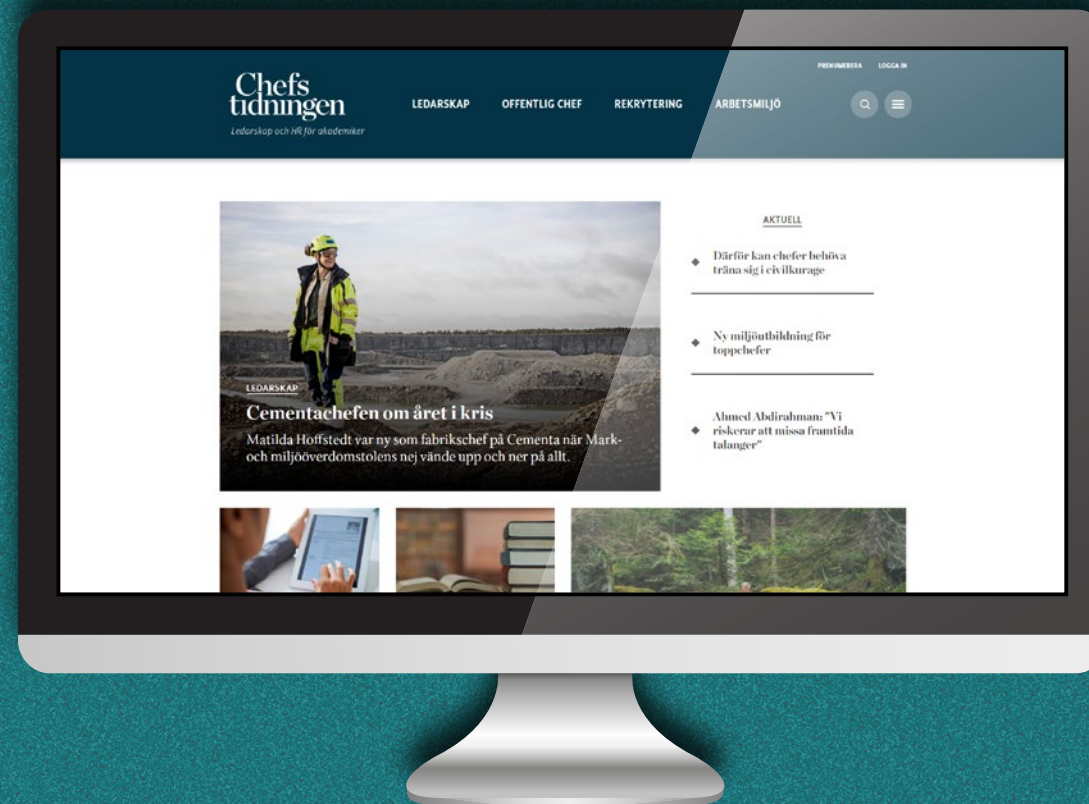 PRENUMERERA LOGGA IN
Chefs
tidningen
Ledarskap och HR för akademiker
LEDARSKAP OFFENTLIG CHEF REKRYTERING ARBETSMILJÖ
LEDARSKAP
Cementachefen om året i kris
Matilda Hoffstedt var ny som fabrikschef på Cementa när Mark-
och miljööverdomstolens nej vände upp och ner på allt.
AKTUELL
Därför kan chefer behöva
träna sig i civilkurage
Ny miljöutbildning för
toppchefer
Ahmed Abdirahman: "Vi
riskerar att missa framtida
talanger"